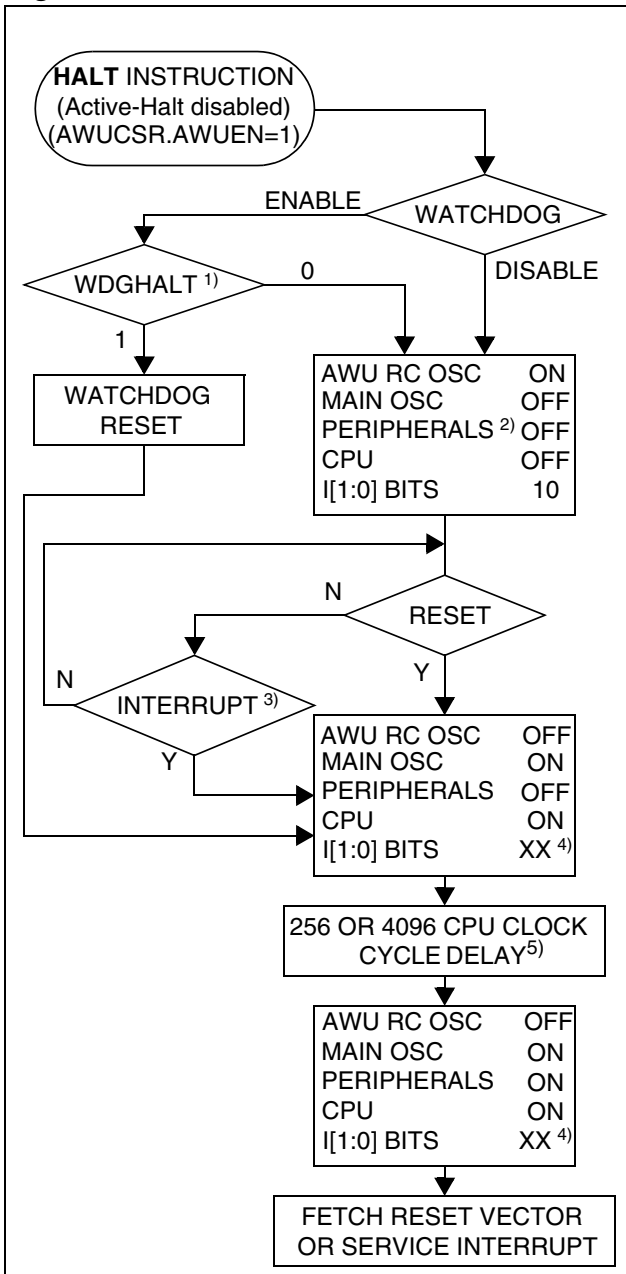 HALT INSTRUCTION
(Active-Halt disabled)
(AWUCSR.AWUEN=1)
ENABLE
WATCHDOG
WDGHALT 1)
0
DISABLE
1
WATCHDOG
RESET
AWU RC OSC ON
MAIN OSC OFF
PERIPHERALS 2) OFF
CPU OFF
I[1:0] BITS 10
N
RESET
N
INTERRUPT 3)
Y
Y
AWU RC OSC OFF
MAIN OSC ON
PERIPHERALS OFF
CPU ON
I[1:0] BITS XX 4)
256 OR 4096 CPU CLOCK
CYCLE DELAY5)
AWU RC OSC OFF
MAIN OSC ON
PERIPHERALS ON
CPU ON
I[1:0] BITS XX 4)
FETCH RESET VECTOR
OR SERVICE INTERRUPT